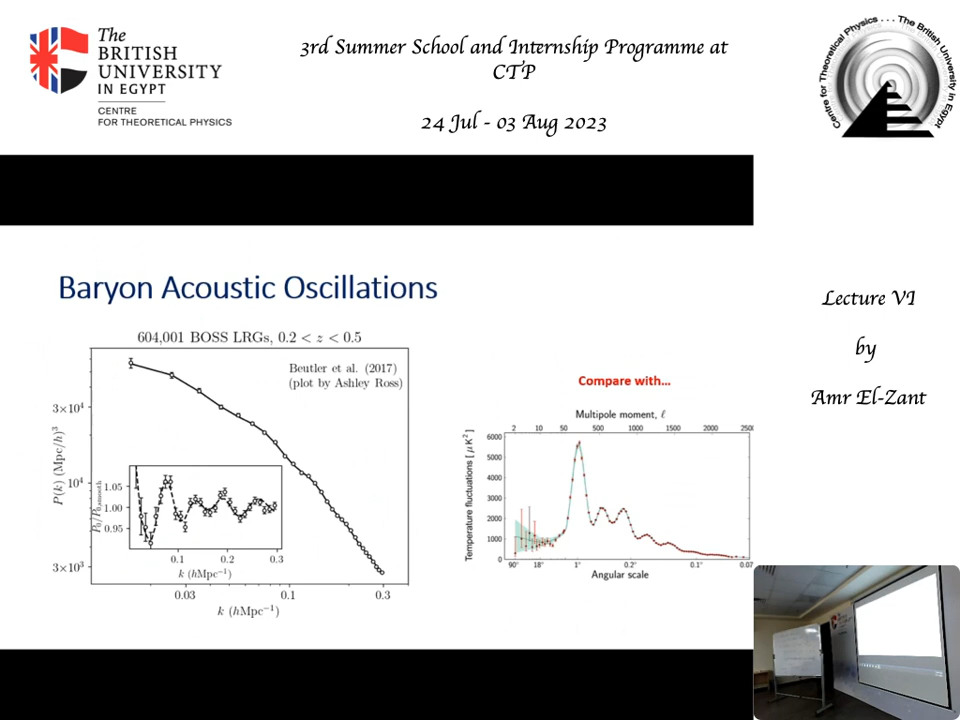 The
BRITISH
UNIVERSITY
IN EGYPT
CENTRE
FOR THEORETICAL PHYSICS
3rd Summer School and Internship Programme at
CTP
24 Jul - 03 Aug 2023
Centre for Theoretical Physics . . . The British University in Egypt
Baryon Acoustic Oscillations
604,001 BOSS LRGs, 0.2 < z < 0.5
Beutler et al. (2017)
(plot by Ashley Ross)
P(k) (Mpc/h)³
3×10⁴
10⁴
3×10³
P₀/P₀,smooth
1.05
1.00
0.95
0.1 0.2 0.3
k (hMpc⁻¹)
0.03 0.1 0.3
k (hMpc⁻¹)
Compare with...
Multipole moment, ℓ
2 10 50 500 1000 1500 2000 250
Temperature fluctuations [μK²]
6000
5000
4000
3000
2000
1000
0
90° 18° 1° 0.2° 0.1° 0.07
Angular scale
Lecture VI
by
Amr El-Zant